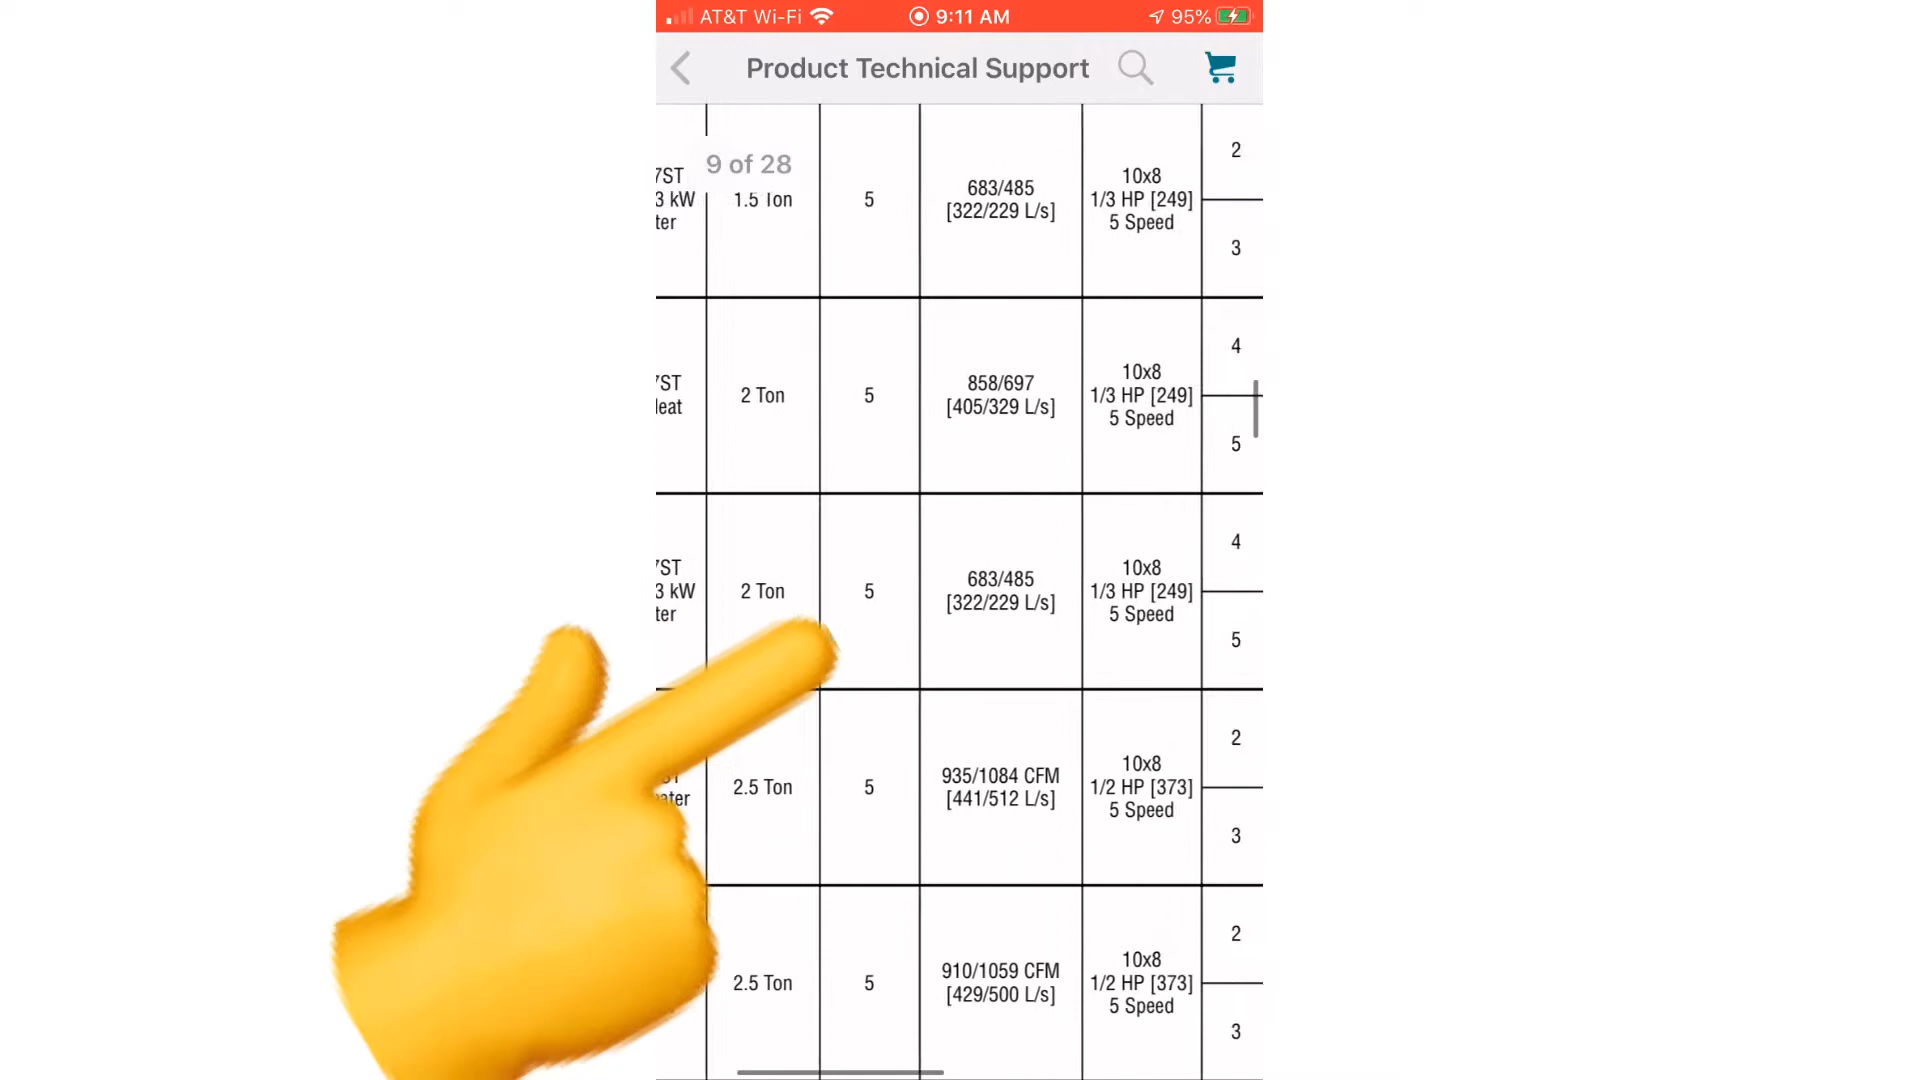 AT&T Wi-Fi 9:11 AM 95%
Product Technical Support
9 of 28
7ST
3 kW
ter
1.5 Ton
5
683/485
[322/229 L/s]
10x8
1/3 HP [249]
5 Speed
2
3
7ST
leat
2 Ton
5
858/697
[405/329 L/s]
10x8
1/3 HP [249]
5 Speed
4
5
7ST
3 kW
ter
2 Ton
5
683/485
[322/229 L/s]
10x8
1/3 HP [249]
5 Speed
4
5
ater
2.5 Ton
5
935/1084 CFM
[441/512 L/s]
10x8
1/2 HP [373]
5 Speed
2
3
2.5 Ton
5
910/1059 CFM
[429/500 L/s]
10x8
1/2 HP [373]
5 Speed
2
3